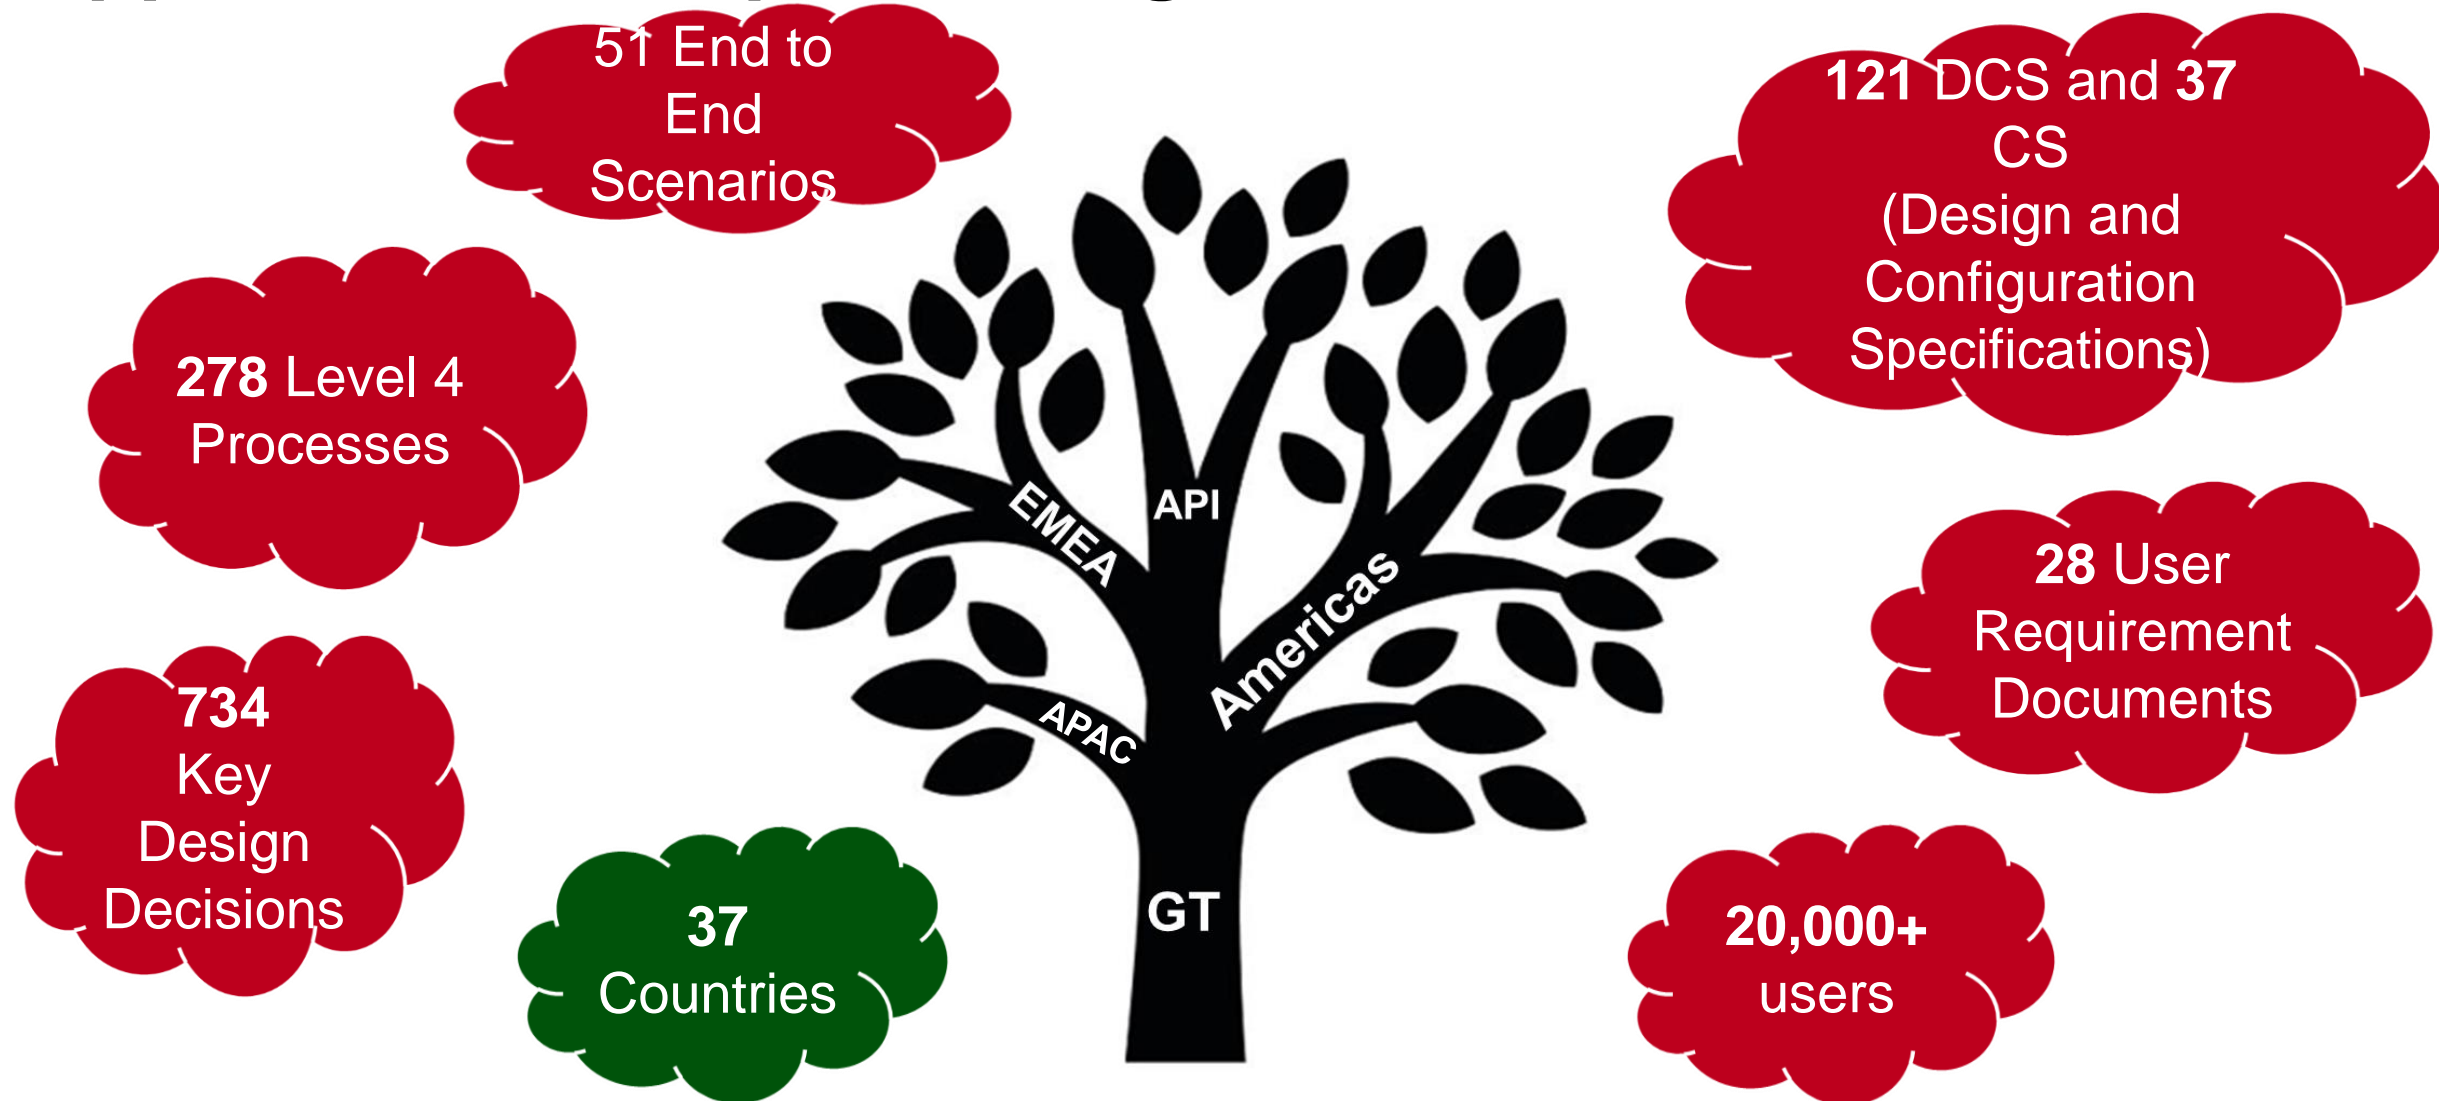 51 End to
End
Scenarios
121 DCS and 37
CS
(Design and
Configuration
Specifications)
278 Level 4
Processes
EMEA
API
Americas
APAC
GT
28 User
Requirement
Documents
734
Key
Design
Decisions
37
Countries
20,000+
users